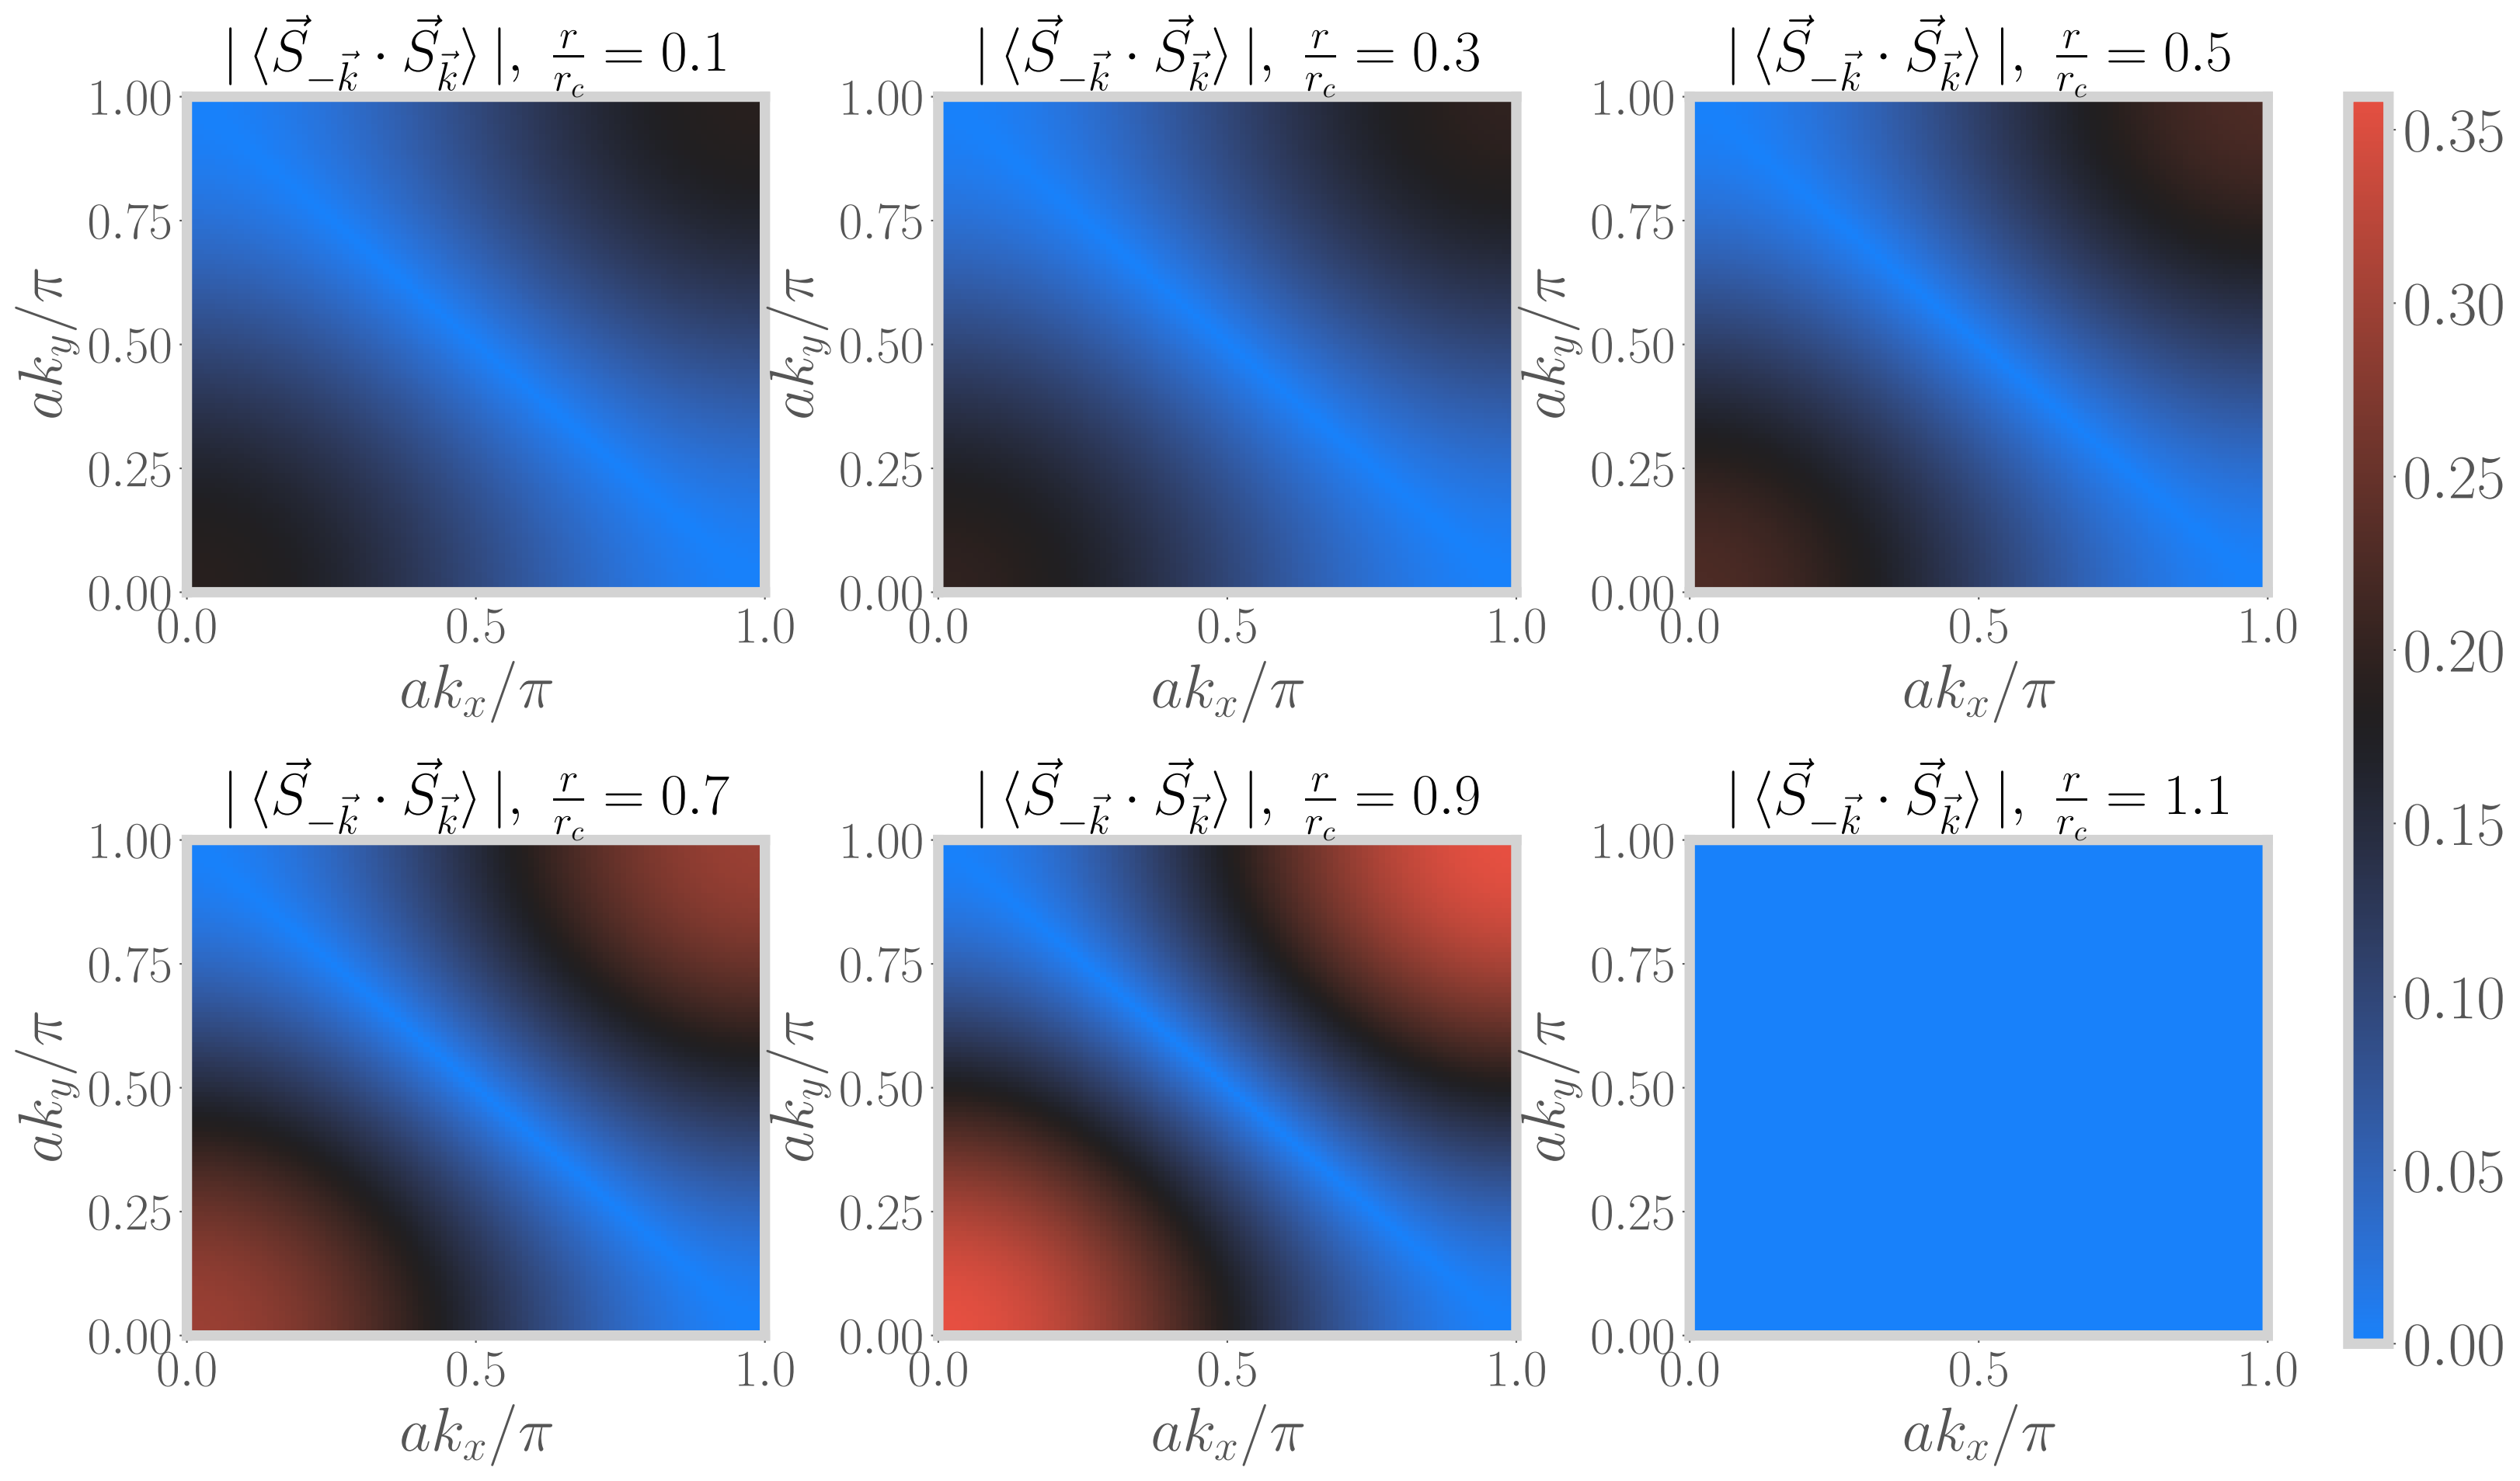 | ⟨S⃗_{−k⃗} · S⃗_{k⃗}⟩ |, r/r_c = 0.1
1.00
0.75
0.50
0.25
0.00
ak_y/π
0.0 0.5 1.0
ak_x/π
| ⟨S⃗_{−k⃗} · S⃗_{k⃗}⟩ |, r/r_c = 0.3
1.00
0.75
0.50
0.25
0.00
ak_y/π
0.0 0.5 1.0
ak_x/π
| ⟨S⃗_{−k⃗} · S⃗_{k⃗}⟩ |, r/r_c = 0.5
1.00
0.75
0.50
0.25
0.00
ak_y/π
0.0 0.5 1.0
ak_x/π
| ⟨S⃗_{−k⃗} · S⃗_{k⃗}⟩ |, r/r_c = 0.7
1.00
0.75
0.50
0.25
0.00
ak_y/π
0.0 0.5 1.0
ak_x/π
| ⟨S⃗_{−k⃗} · S⃗_{k⃗}⟩ |, r/r_c = 0.9
1.00
0.75
0.50
0.25
0.00
ak_y/π
0.0 0.5 1.0
ak_x/π
| ⟨S⃗_{−k⃗} · S⃗_{k⃗}⟩ |, r/r_c = 1.1
1.00
0.75
0.50
0.25
0.00
ak_y/π
0.0 0.5 1.0
ak_x/π
0.35
0.30
0.25
0.20
0.15
0.10
0.05
0.00